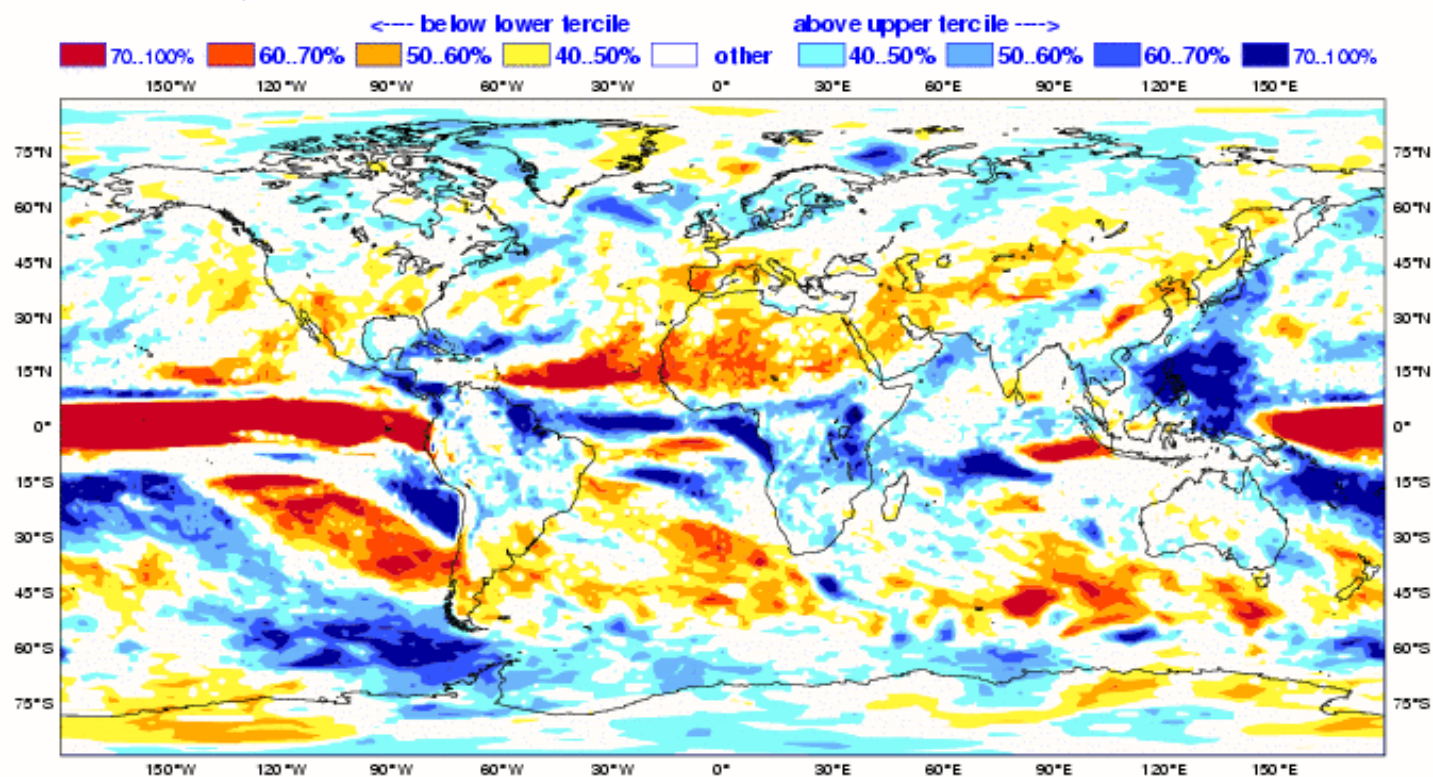 <---- below lower tercile above upper tercile ---->
70..100% 60..70% 50..60% 40..50% other 40..50% 50..60% 60..70% 70..100%
150°W 120°W 90°W 60°W 30°W 0° 30°E 60°E 90°E 120°E 150°E
75°N 75°N
60°N 60°N
45°N 45°N
30°N 30°N
15°N 15°N
0° 0°
15°S 15°S
30°S 30°S
45°S 45°S
60°S 60°S
75°S 75°S
150°W 120°W 90°W 60°W 30°W 0° 30°E 60°E 90°E 120°E 150°E